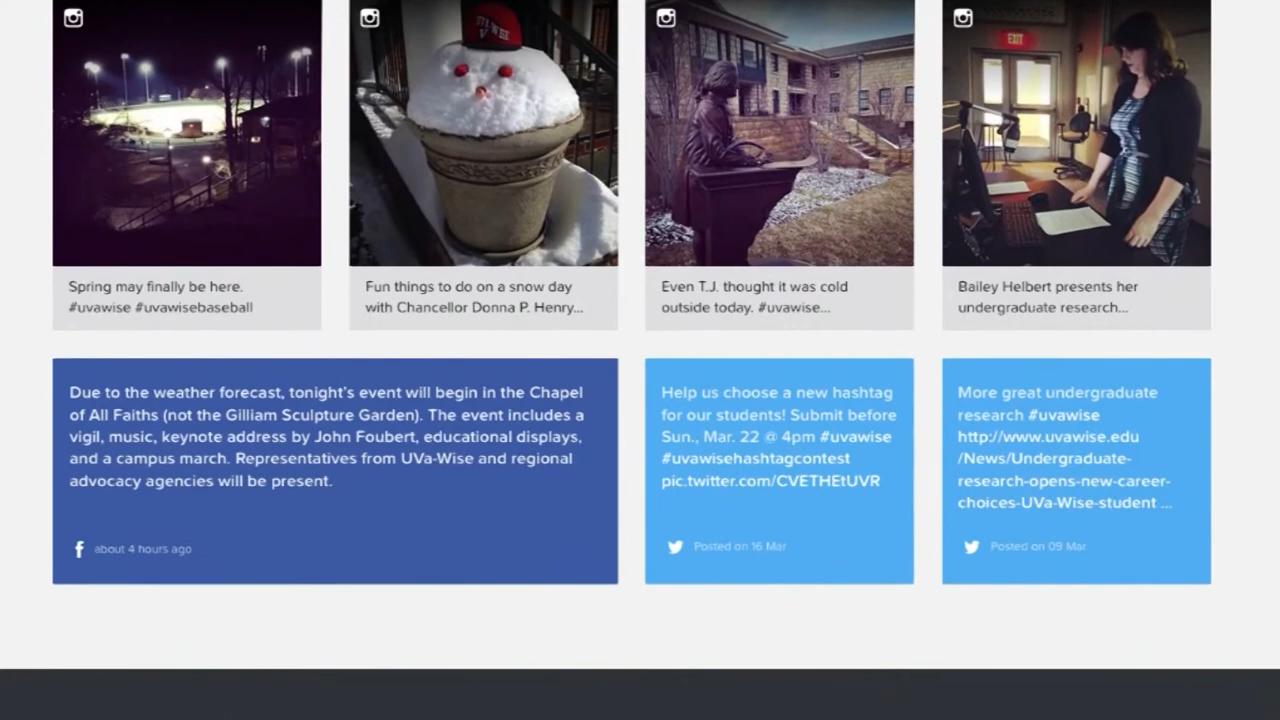 EXIT
Spring may finally be here.
#uvawise #uvawisebaseball
Fun things to do on a snow day
with Chancellor Donna P. Henry...
Even T.J. thought it was cold
outside today. #uvawise...
Bailey Helbert presents her
undergraduate research...
Due to the weather forecast, tonight's event will begin in the Chapel
of All Faiths (not the Gilliam Sculpture Garden). The event includes a
vigil, music, keynote address by John Foubert, educational displays,
and a campus march. Representatives from UVa-Wise and regional
advocacy agencies will be present.
about 4 hours ago
Help us choose a new hashtag
for our students! Submit before
Sun., Mar. 22 @ 4pm #uvawise
#uvawisehashtagcontest
pic.twitter.com/CVETHEtUVR
Posted on 16 Mar
More great undergraduate
research #uvawise
http://www.uvawise.edu
/News/Undergraduate-
research-opens-new-career-
choices-UVa-Wise-student ...
Posted on 09 Mar